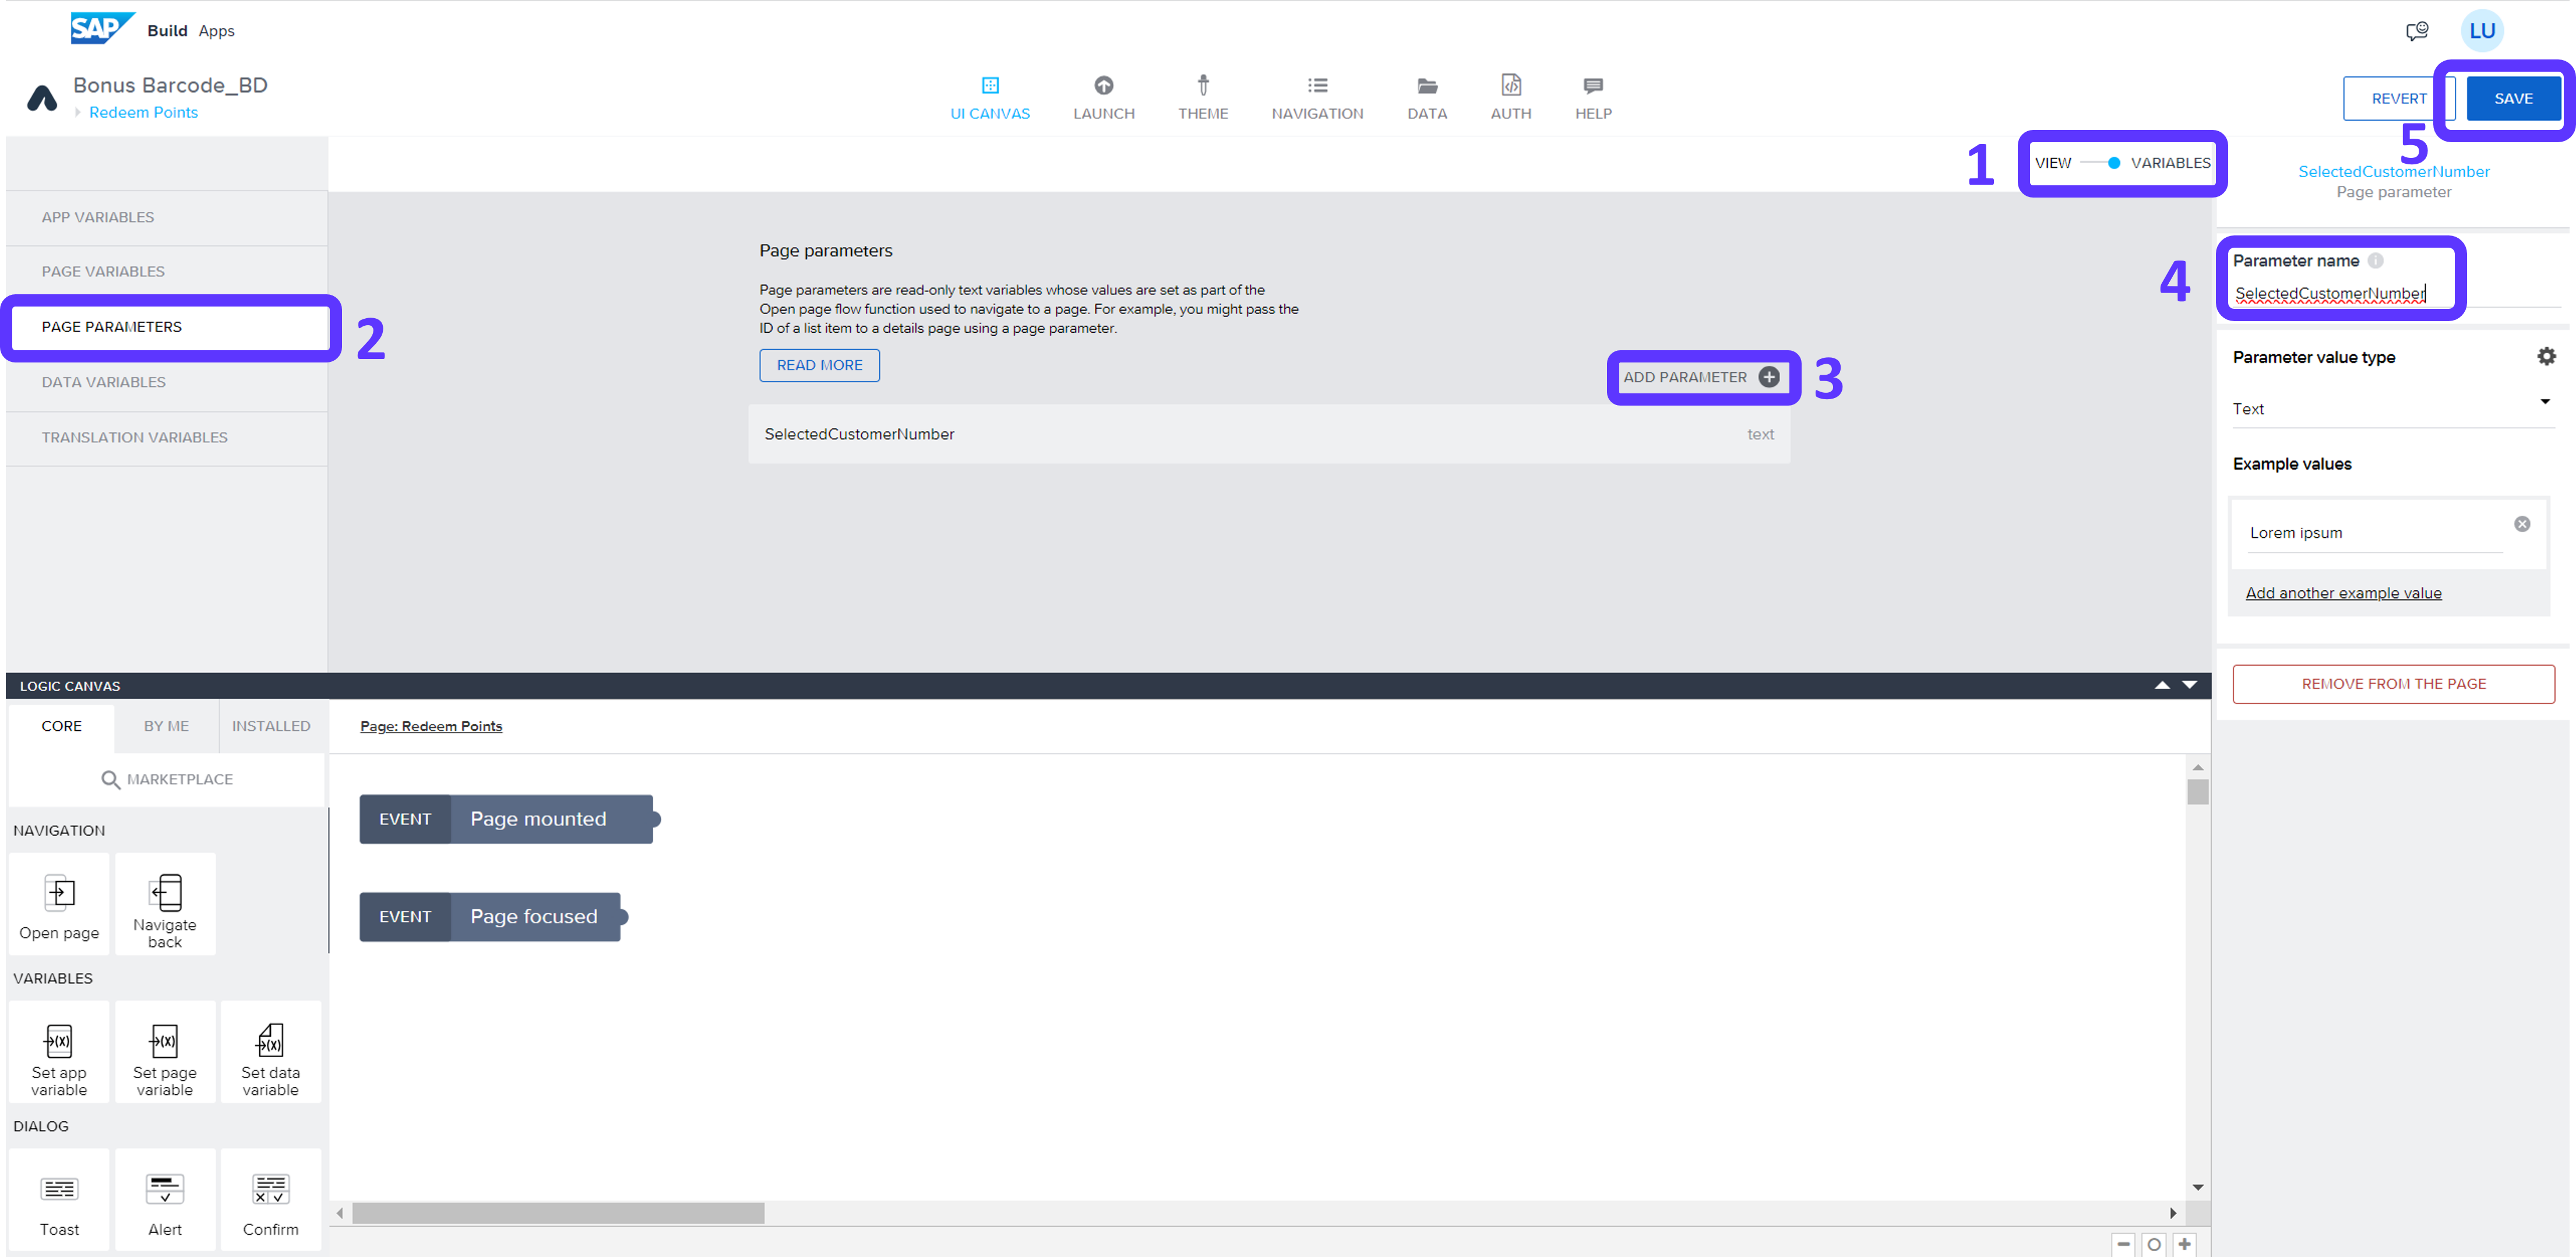 SAP Build Apps
LU
Bonus Barcode_BD
Redeem Points
UI CANVAS
LAUNCH
THEME
NAVIGATION
DATA
AUTH
HELP
REVERT
SAVE
5
1
VIEW
VARIABLES
SelectedCustomerNumber
Page parameter
APP VARIABLES
PAGE VARIABLES
PAGE PARAMETERS
2
DATA VARIABLES
TRANSLATION VARIABLES
Page parameters
Page parameters are read-only text variables whose values are set as part of the
Open page flow function used to navigate to a page. For example, you might pass the
ID of a list item to a details page using a page parameter.
READ MORE
ADD PARAMETER
3
SelectedCustomerNumber
text
4
Parameter name
SelectedCustomerNumber
Parameter value type
Text
Example values
Lorem ipsum
Add another example value
REMOVE FROM THE PAGE
LOGIC CANVAS
CORE
BY ME
INSTALLED
MARKETPLACE
Page: Redeem Points
NAVIGATION
Open page
Navigate
back
VARIABLES
Set app
variable
Set page
variable
Set data
variable
DIALOG
Toast
Alert
Confirm
EVENT
Page mounted
EVENT
Page focused